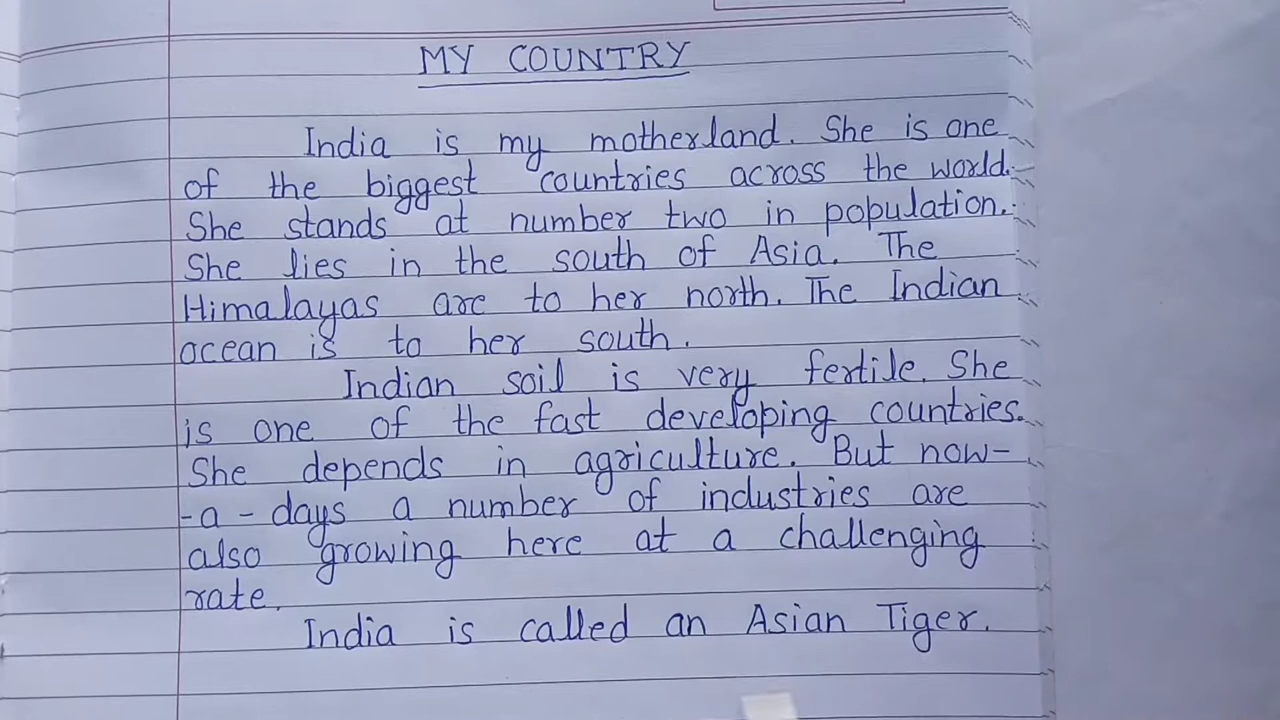 MY COUNTRY
India is my motherland. She is one
of the biggest countries across the world.
She stands at number two in population.
She lies in the south of Asia. The
Himalayas are to her north. The Indian
ocean is to her south.
Indian soil is very fertile. She
is one of the fast developing countries.
She depends in agriculture. But now-
-a-days a number of industries are
also growing here at a challenging
rate.
India is called an Asian Tiger.